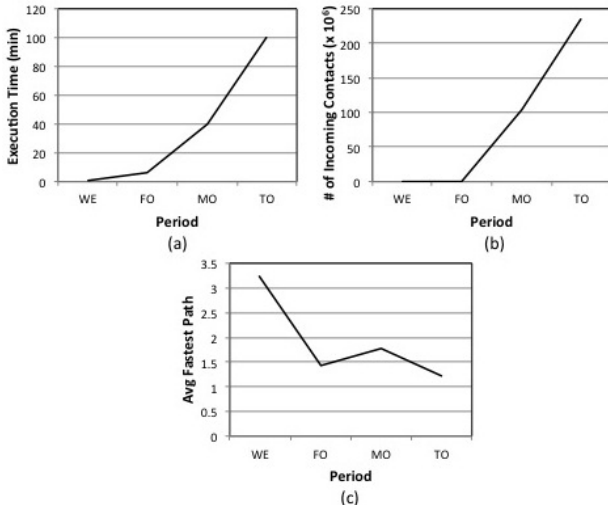 Execution Time (min)
120
100
80
60
40
20
0
WE FO MO TO
Period
(a)
# of Incoming Contacts (x 10⁶)
250
200
150
100
50
0
WE FO MO TO
Period
(b)
Avg Fastest Path
3.5
3
2.5
2
1.5
1
0.5
0
WE FO MO TO
Period
(c)